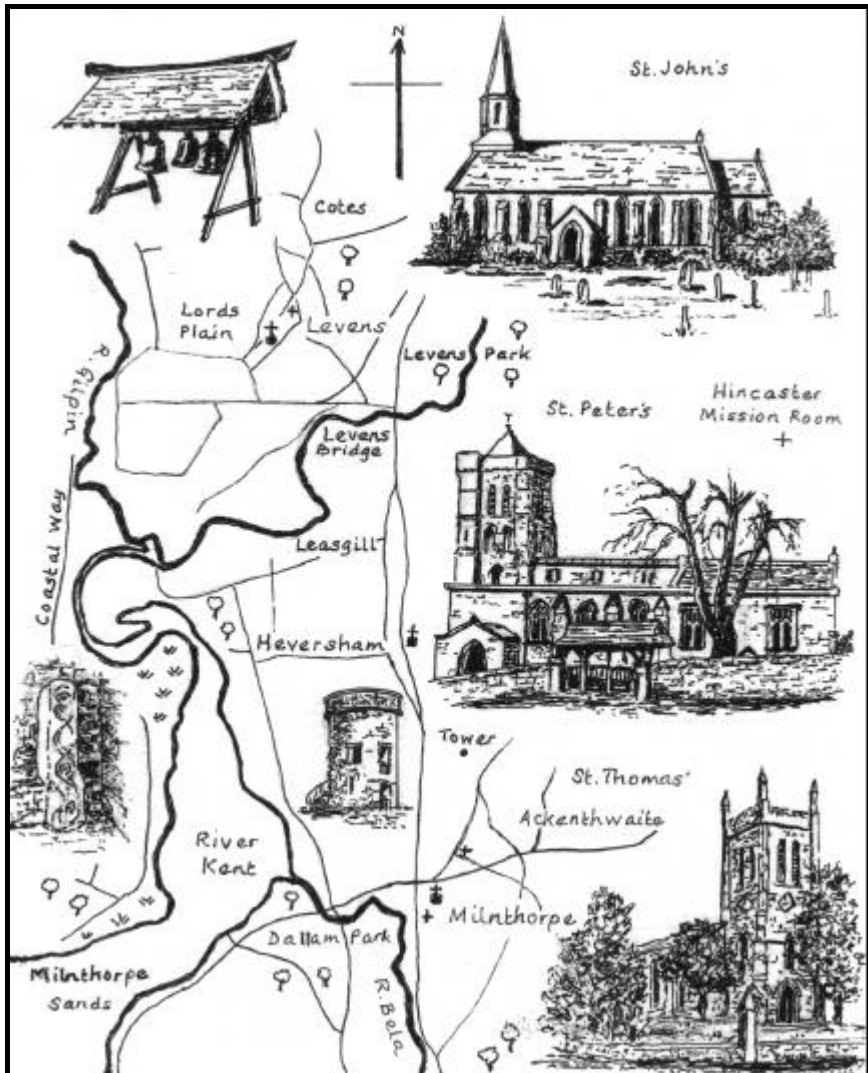 N
St. John's
Cotes
Lords
Plain
Levens
R. Gilpin
Levens Park
St. Peter's
Hincaster
Mission Room
Levens
Bridge
Coastal Way
Leasgill
Heversham
Tower
St. Thomas'
Ackenthwaite
River
Kent
Milnthorpe
Dallam Park
Milnthorpe
Sands
R. Bela